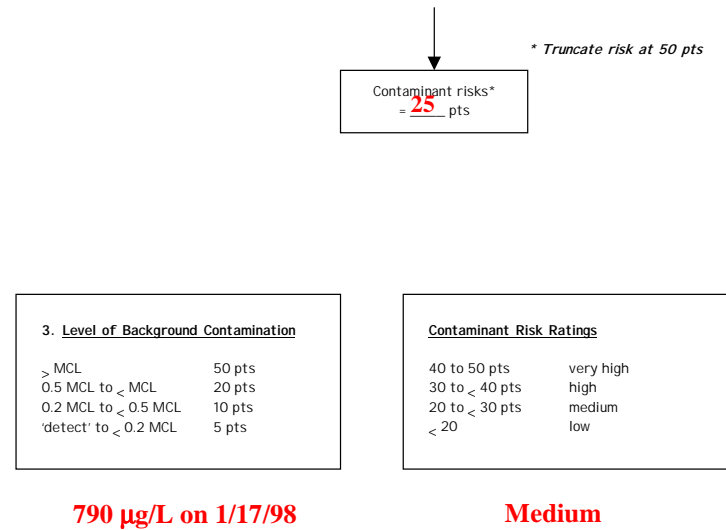 * Truncate risk at 50 pts
Contaminant risks*
= 25 pts
3. Level of Background Contamination
> MCL 50 pts
0.5 MCL to < MCL 20 pts
0.2 MCL to < 0.5 MCL 10 pts
'detect' to < 0.2 MCL 5 pts
Contaminant Risk Ratings
40 to 50 pts very high
30 to < 40 pts high
20 to < 30 pts medium
< 20 low
790 µg/L on 1/17/98
Medium